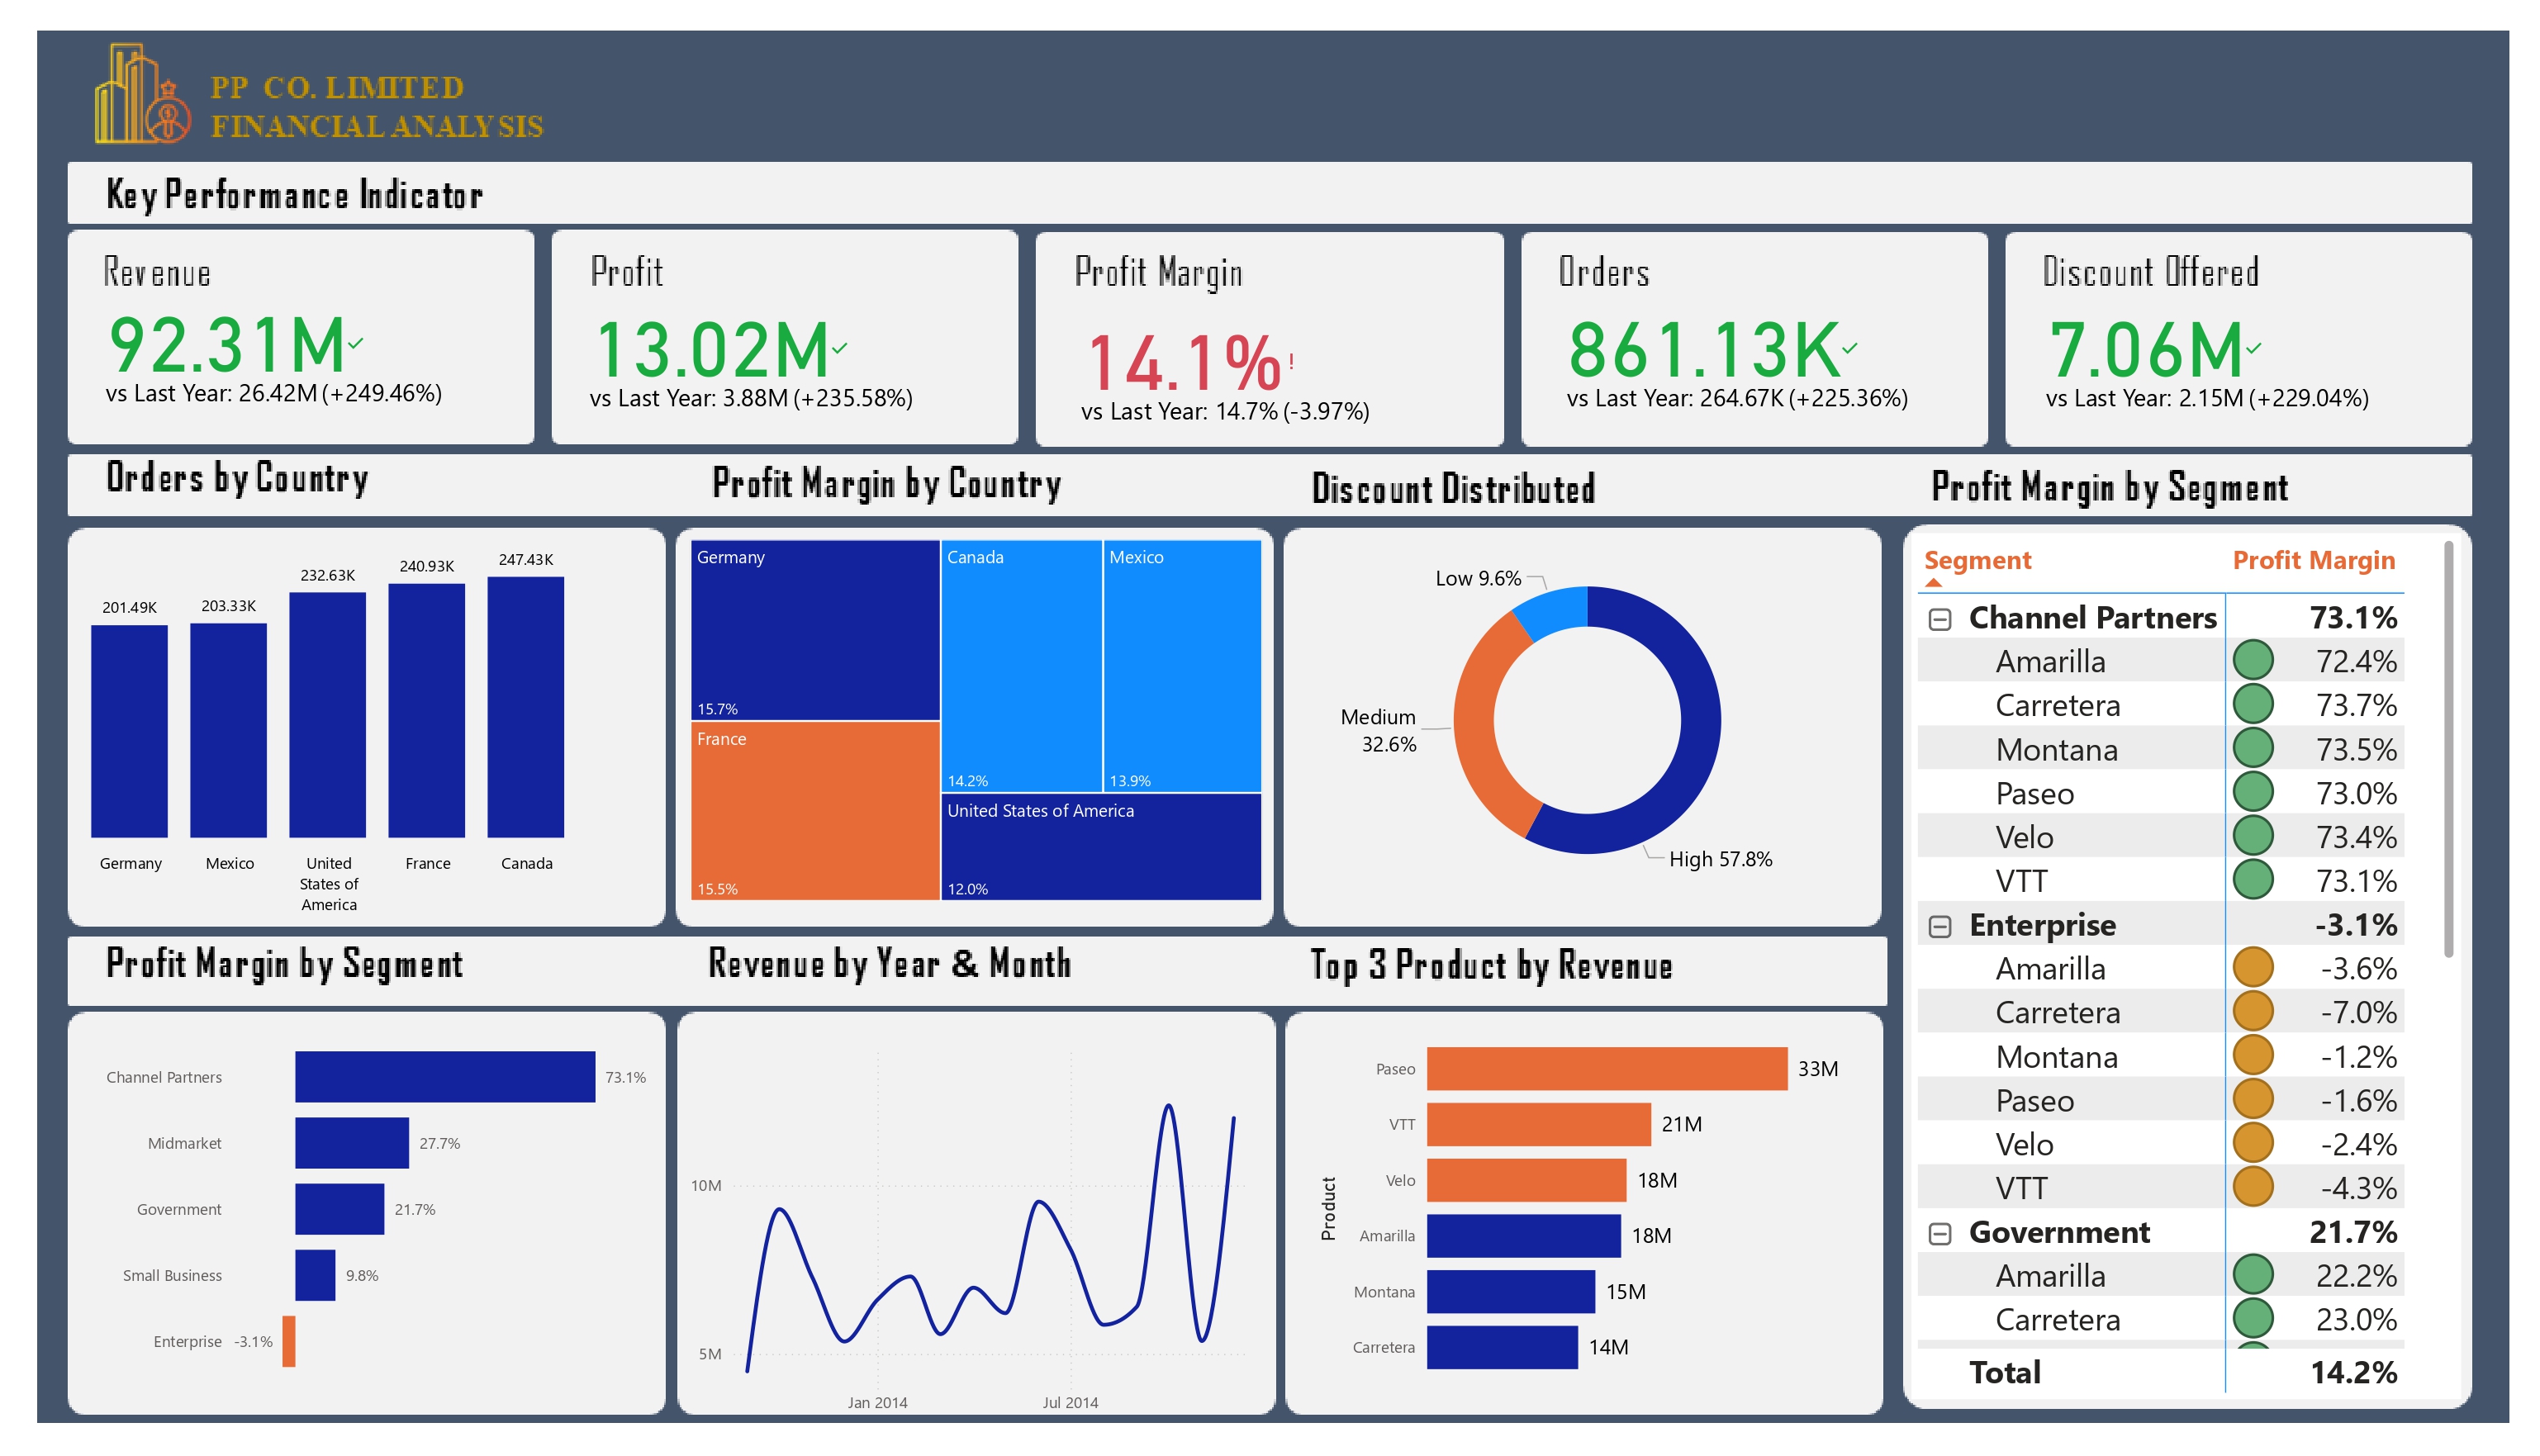 PP CO. LIMITED
FINANCIAL ANALYSIS
Key Performance Indicator
Revenue
92.31M
vs Last Year: 26.42M (+249.46%)
Profit
13.02M
vs Last Year: 3.88M (+235.58%)
Profit Margin
14.1%!
vs Last Year: 14.7% (-3.97%)
Orders
861.13K
vs Last Year: 264.67K (+225.36%)
Discount Offered
7.06M
vs Last Year: 2.15M (+229.04%)
Orders by Country
201.49K
203.33K
232.63K
240.93K
247.43K
Germany
Mexico
United
States of
America
France
Canada
Profit Margin by Country
Germany
15.7%
France
15.5%
Canada
14.2%
Mexico
13.9%
United States of America
12.0%
Discount Distributed
Low 9.6%
Medium
32.6%
High 57.8%
Profit Margin by Segment
Segment Profit Margin
Channel Partners 73.1%
Amarilla 72.4%
Carretera 73.7%
Montana 73.5%
Paseo 73.0%
Velo 73.4%
VTT 73.1%
Enterprise -3.1%
Amarilla -3.6%
Carretera -7.0%
Montana -1.2%
Paseo -1.6%
Velo -2.4%
VTT -4.3%
Government 21.7%
Amarilla 22.2%
Carretera 23.0%
Total 14.2%
Profit Margin by Segment
Channel Partners 73.1%
Midmarket 27.7%
Government 21.7%
Small Business 9.8%
Enterprise -3.1%
Revenue by Year & Month
10M
5M
Jan 2014
Jul 2014
Top 3 Product by Revenue
Product
Paseo 33M
VTT 21M
Velo 18M
Amarilla 18M
Montana 15M
Carretera 14M